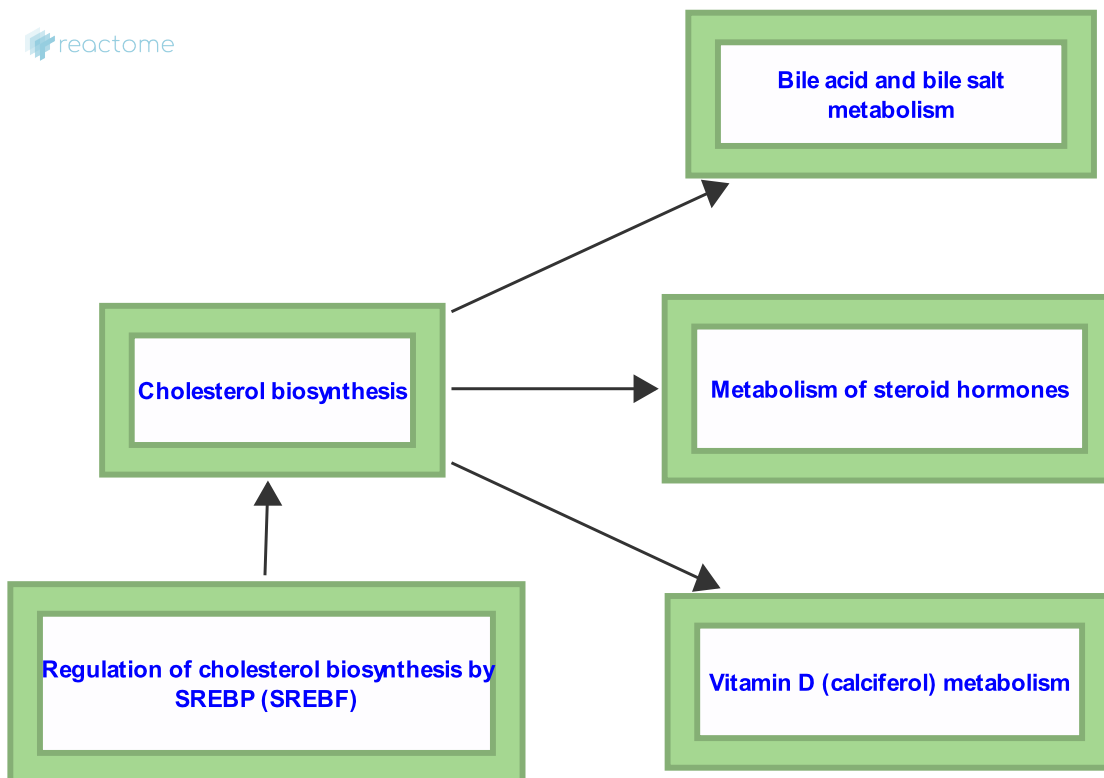 reactome
Bile acid and bile salt
metabolism
Cholesterol biosynthesis
Metabolism of steroid hormones
Regulation of cholesterol biosynthesis by
SREBP (SREBF)
Vitamin D (calciferol) metabolism